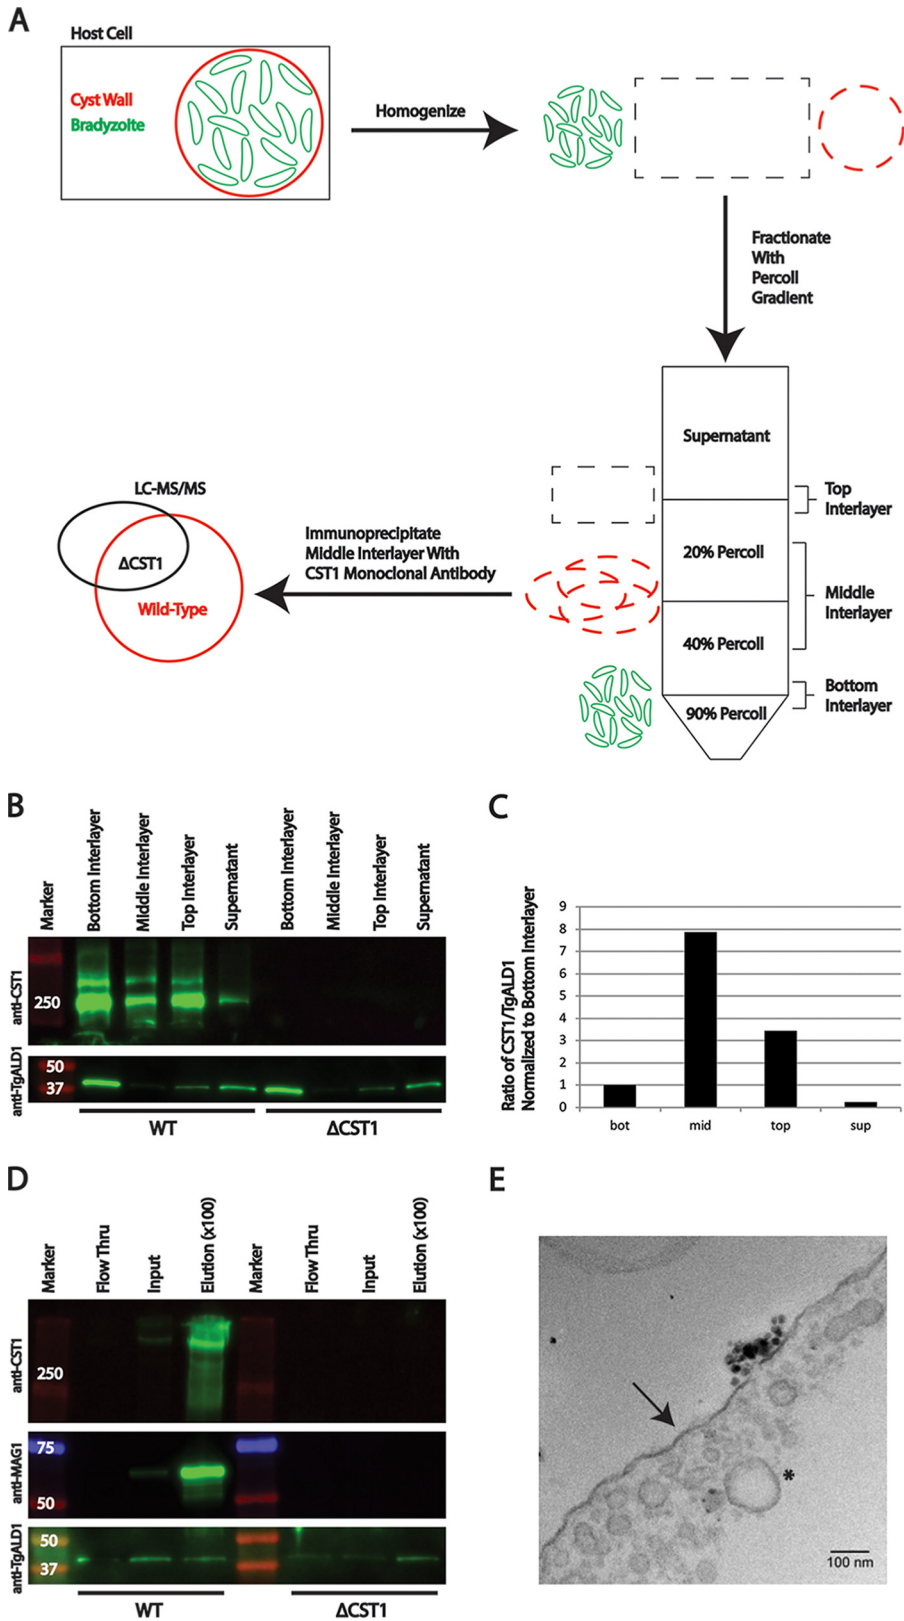 A
Host Cell
Cyst Wall
Bradyzoite
Homogenize
Fractionate
With
Percoll
Gradient
Supernatant
Top
Interlayer
20% Percoll
Middle
Interlayer
40% Percoll
Bottom
Interlayer
90% Percoll
Immunoprecipitate
Middle Interlayer With
CST1 Monoclonal Antibody
LC-MS/MS
ΔCST1
Wild-Type
B
Marker
Bottom Interlayer
Middle Interlayer
Top Interlayer
Supernatant
Bottom Interlayer
Middle Interlayer
Top Interlayer
Supernatant
anti-CST1
250
anti-TgALD1
50
37
WT
ΔCST1
C
Ratio of CST1/TgALD1
Normalized to Bottom Interlayer
9
8
7
6
5
4
3
2
1
0
bot
mid
top
sup
D
Marker
Flow Thru
Input
Elution (x100)
Marker
Flow Thru
Input
Elution (x100)
anti-CST1
250
anti-MAG1
75
50
anti-TgALD1
50
37
WT
ΔCST1
E
*
100 nm